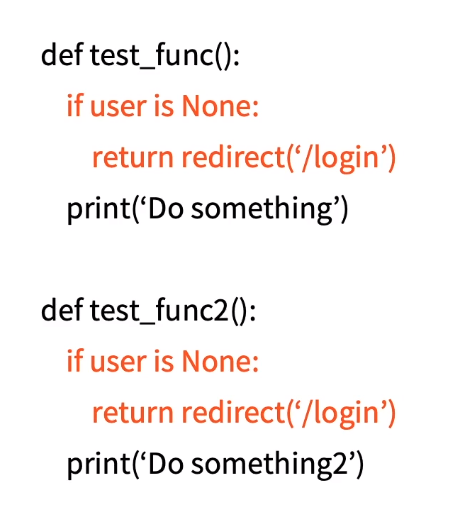 def test_func():
if user is None:
return redirect(‘/login’)
print(‘Do something’)
def test_func2():
if user is None:
return redirect(‘/login’)
print(‘Do something2’)